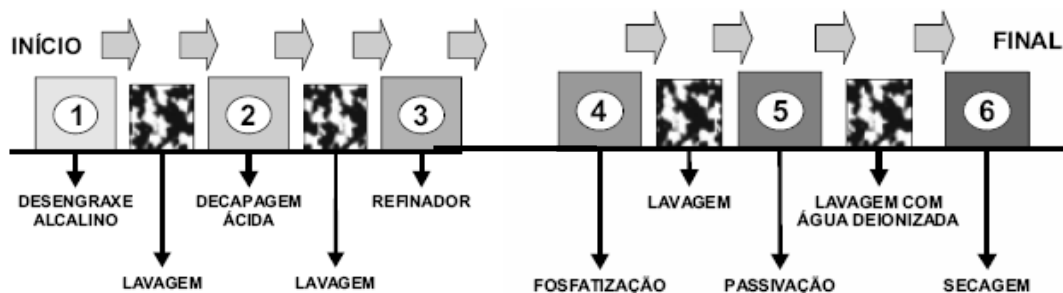 INÍCIO
FINAL
1
2
3
4
5
6
DESENGRAXE
ALCALINO
DECAPAGEM
ÁCIDA
REFINADOR
LAVAGEM
LAVAGEM COM
ÁGUA DEIONIZADA
LAVAGEM
LAVAGEM
FOSFATIZAÇÃO
PASSIVAÇÃO
SECAGEM